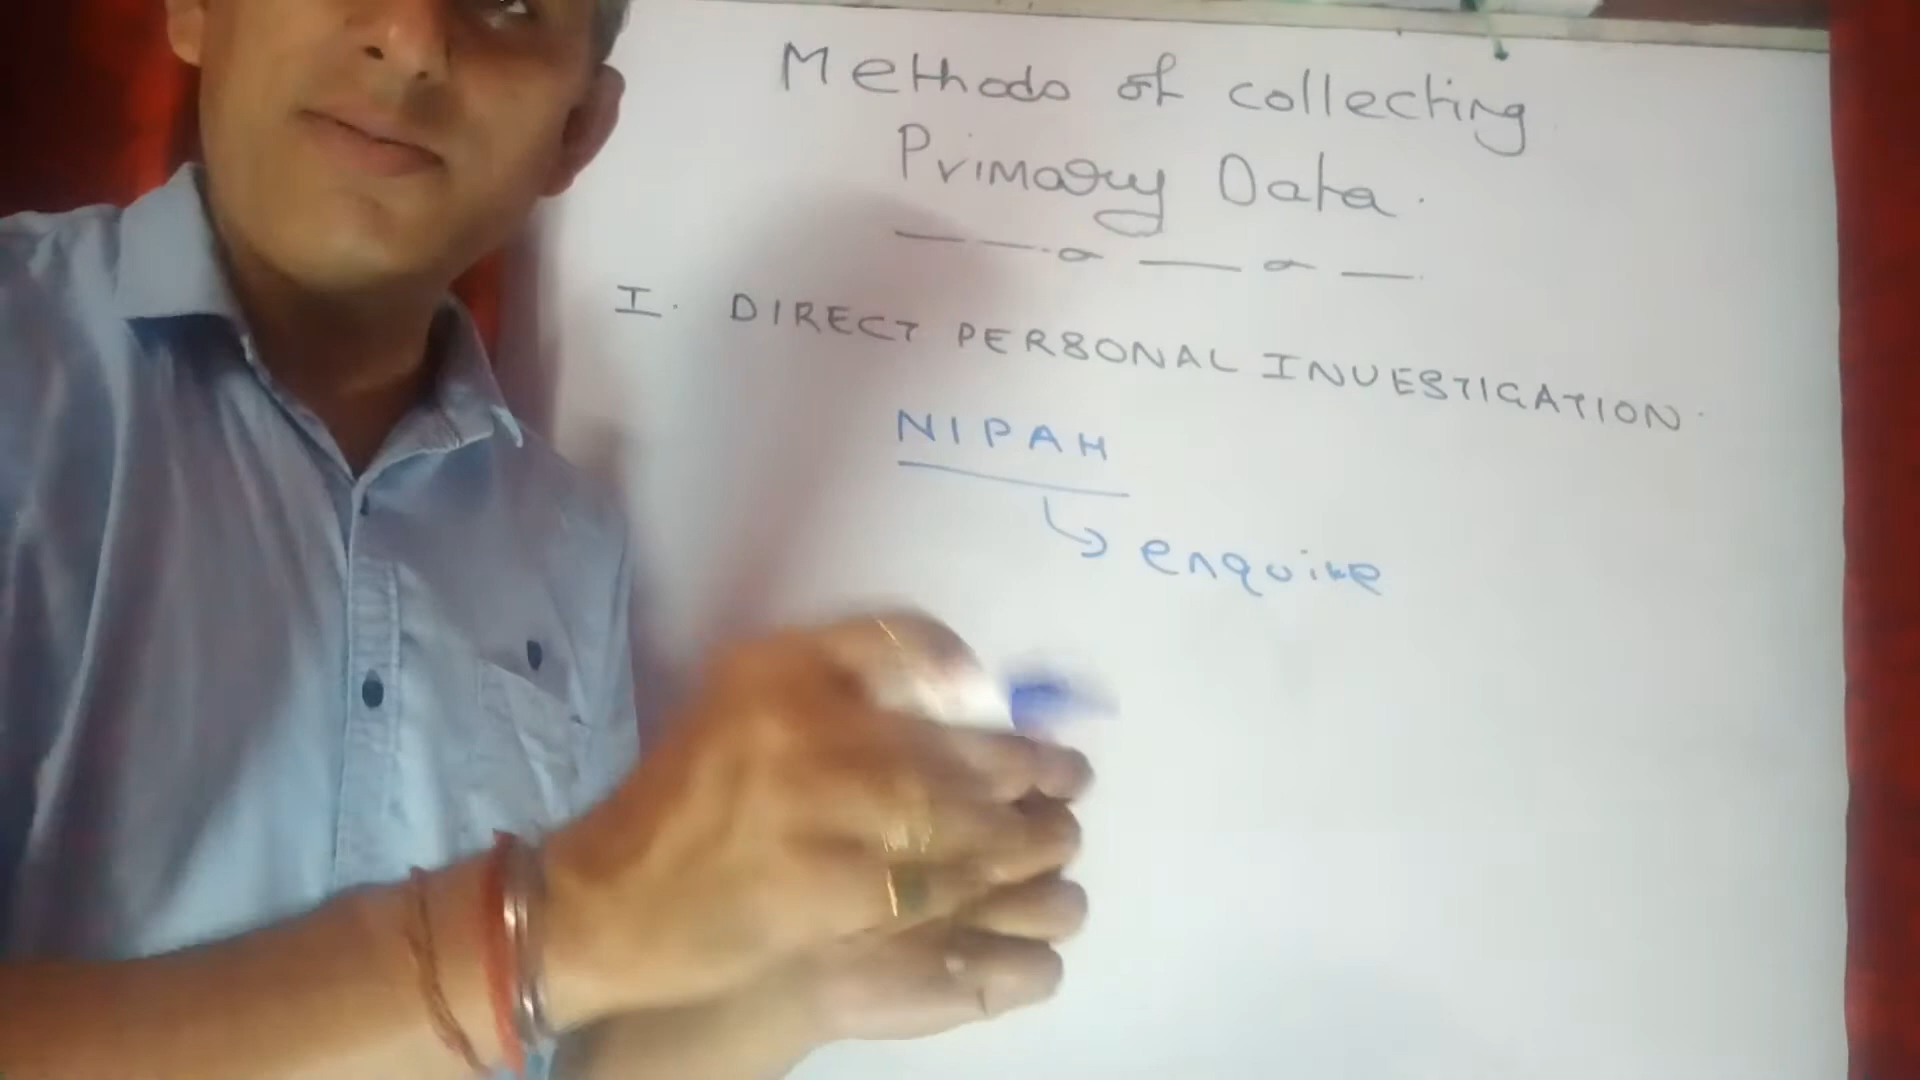 Methods of collecting
Primary Data.
I. DIRECT PERSONAL INVESTIGATION.
NIPAH
↳ enquire